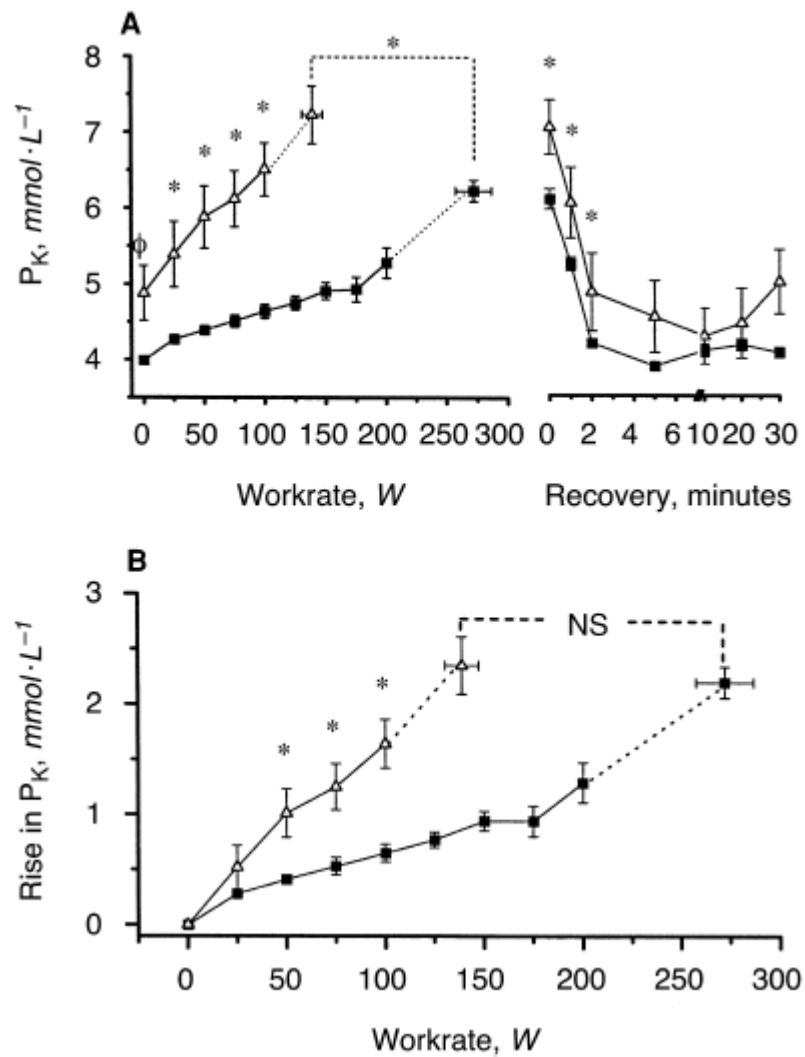 A
P_K, mmol·L⁻¹
8
7
6
5
4
* * * * *
* * *
ϕ
0 50 100 150 200 250 300
0 2 4 6 10 20 30
Workrate, W
Recovery, minutes
B
Rise in P_K, mmol·L⁻¹
3
2
1
0
NS
* * *
0 50 100 150 200 250 300
Workrate, W